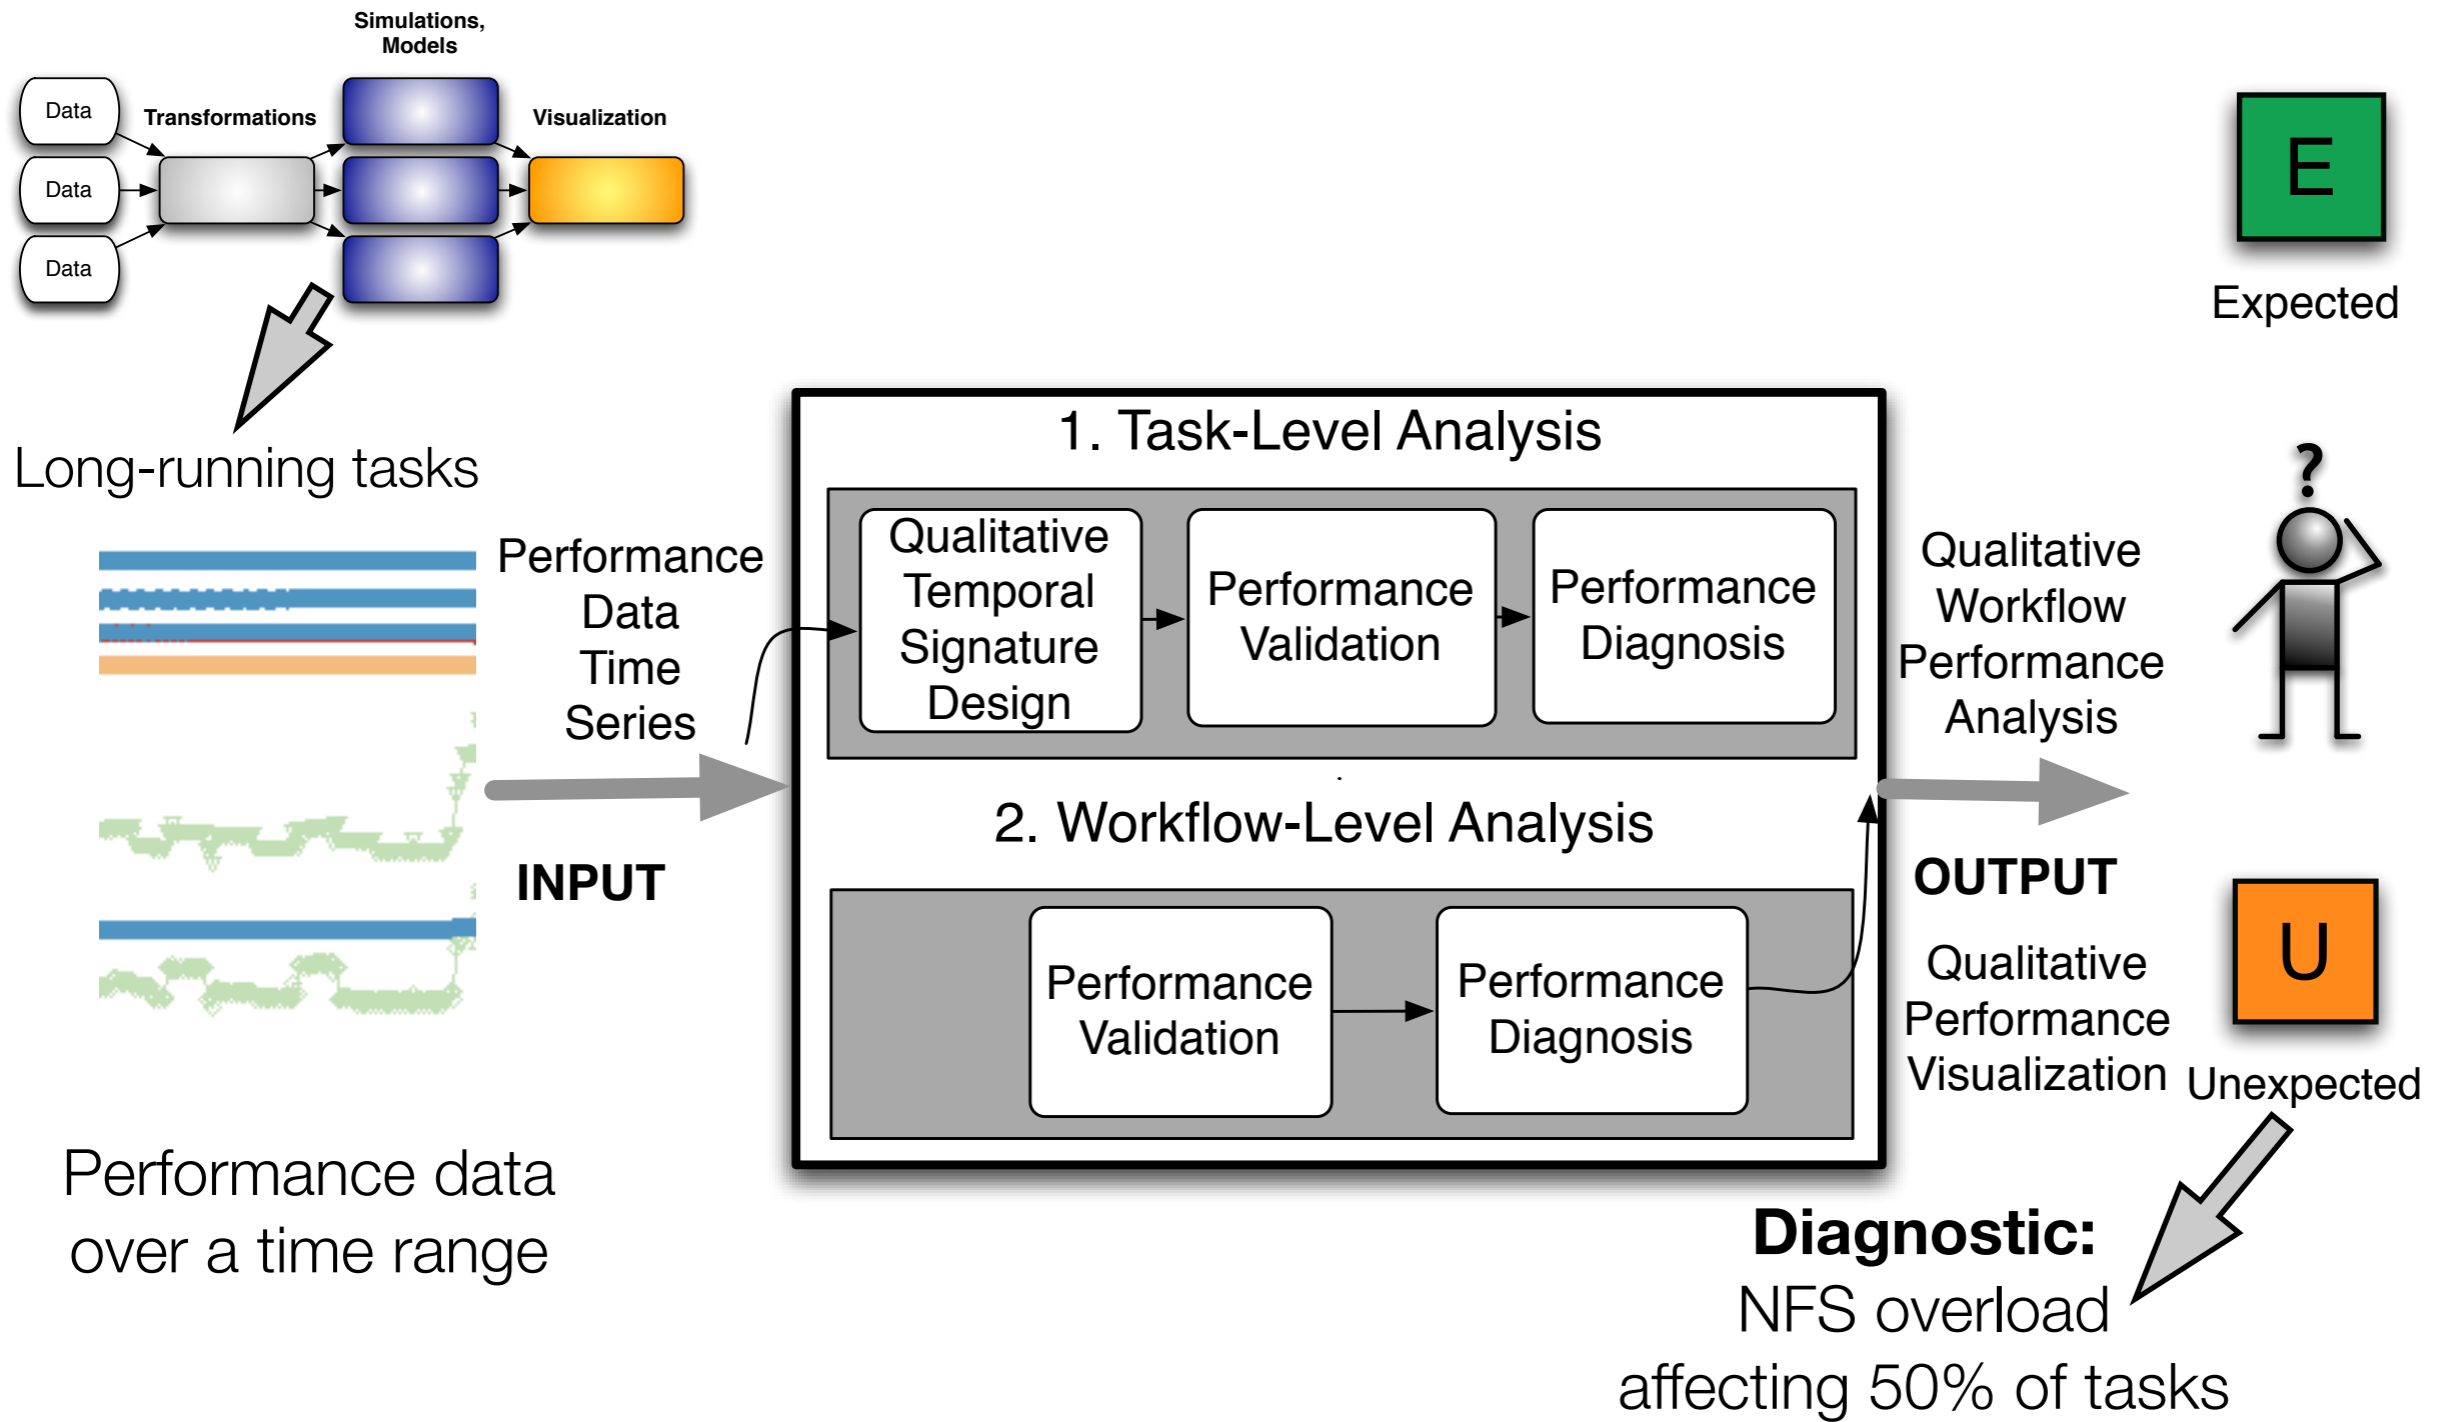 Simulations,
Models
Data
Transformations
Visualization
Data
Data
E
Expected
Long-running tasks
Performance
Data
Time
Series
INPUT
Performance data
over a time range
1. Task-Level Analysis
Qualitative
Temporal
Signature
Design
Performance
Validation
Performance
Diagnosis
2. Workflow-Level Analysis
Performance
Validation
Performance
Diagnosis
?
Qualitative
Workflow
Performance
Analysis
OUTPUT
Qualitative
Performance
Visualization
U
Unexpected
Diagnostic:
NFS overload
affecting 50% of tasks